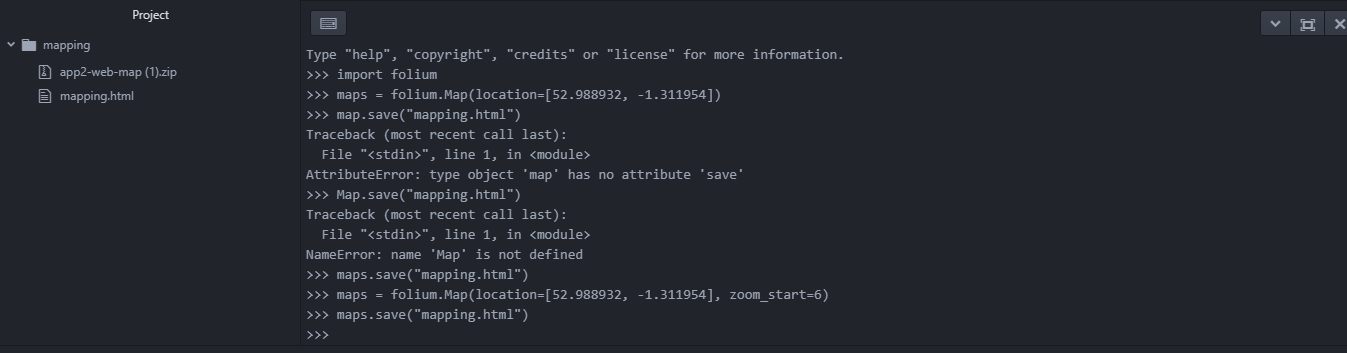 Project
mapping
app2-web-map (1).zip
mapping.html
Type "help", "copyright", "credits" or "license" for more information.
>>> import folium
>>> maps = folium.Map(location=[52.988932, -1.311954])
>>> map.save("mapping.html")
Traceback (most recent call last):
  File "<stdin>", line 1, in <module>
AttributeError: type object 'map' has no attribute 'save'
>>> Map.save("mapping.html")
Traceback (most recent call last):
  File "<stdin>", line 1, in <module>
NameError: name 'Map' is not defined
>>> maps.save("mapping.html")
>>> maps = folium.Map(location=[52.988932, -1.311954], zoom_start=6)
>>> maps.save("mapping.html")
>>>